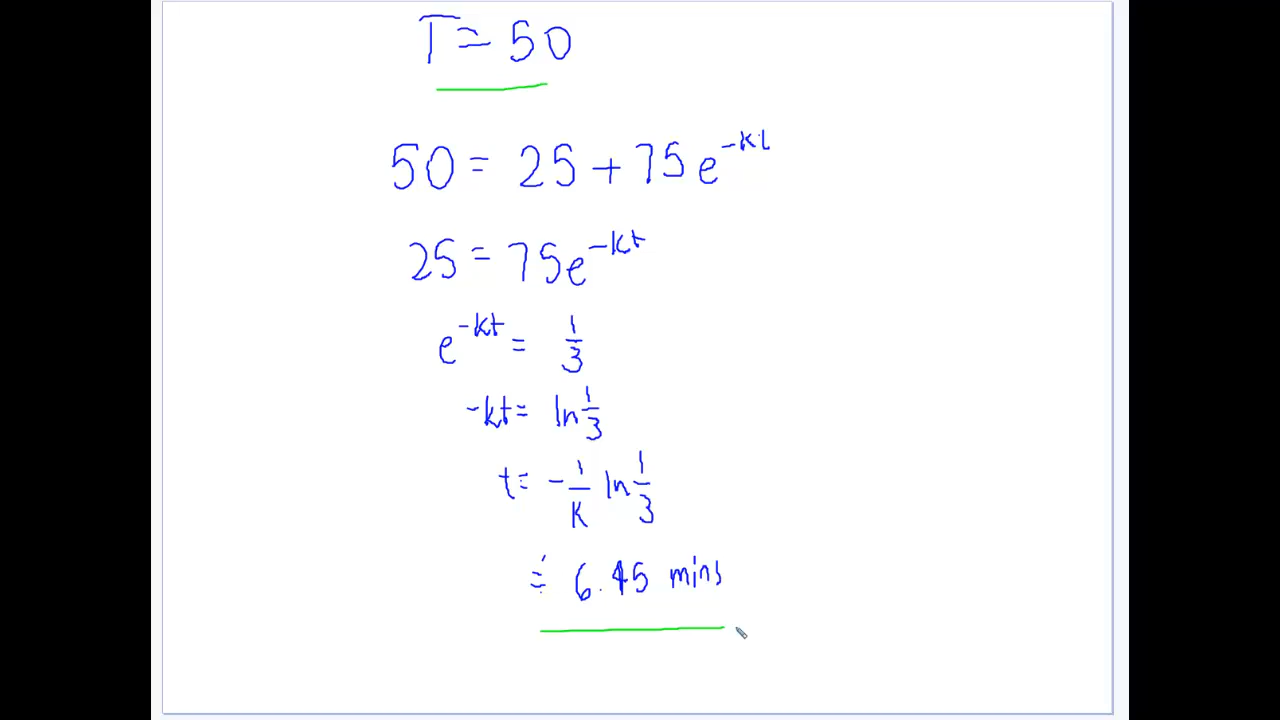 T = 50
50 = 25 + 75e^{-kt}
25 = 75e^{-kt}
e^{-kt} = 1/3
-kt = ln 1/3
t = -1/k ln 1/3
≐ 6.45 mins